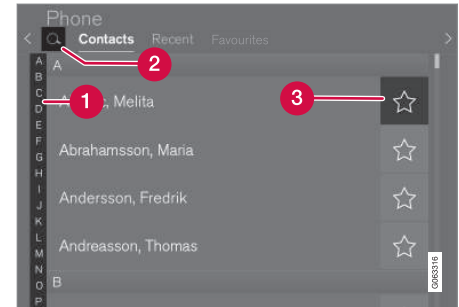 Phone
Contacts Recent Favourites
2
A
A
B
C
D
E
F
G
H
I
J
K
L
M
N
O
P
1
Melita
3
Abrahamsson, Maria
Andersson, Fredrik
Andreasson, Thomas
B
G063316